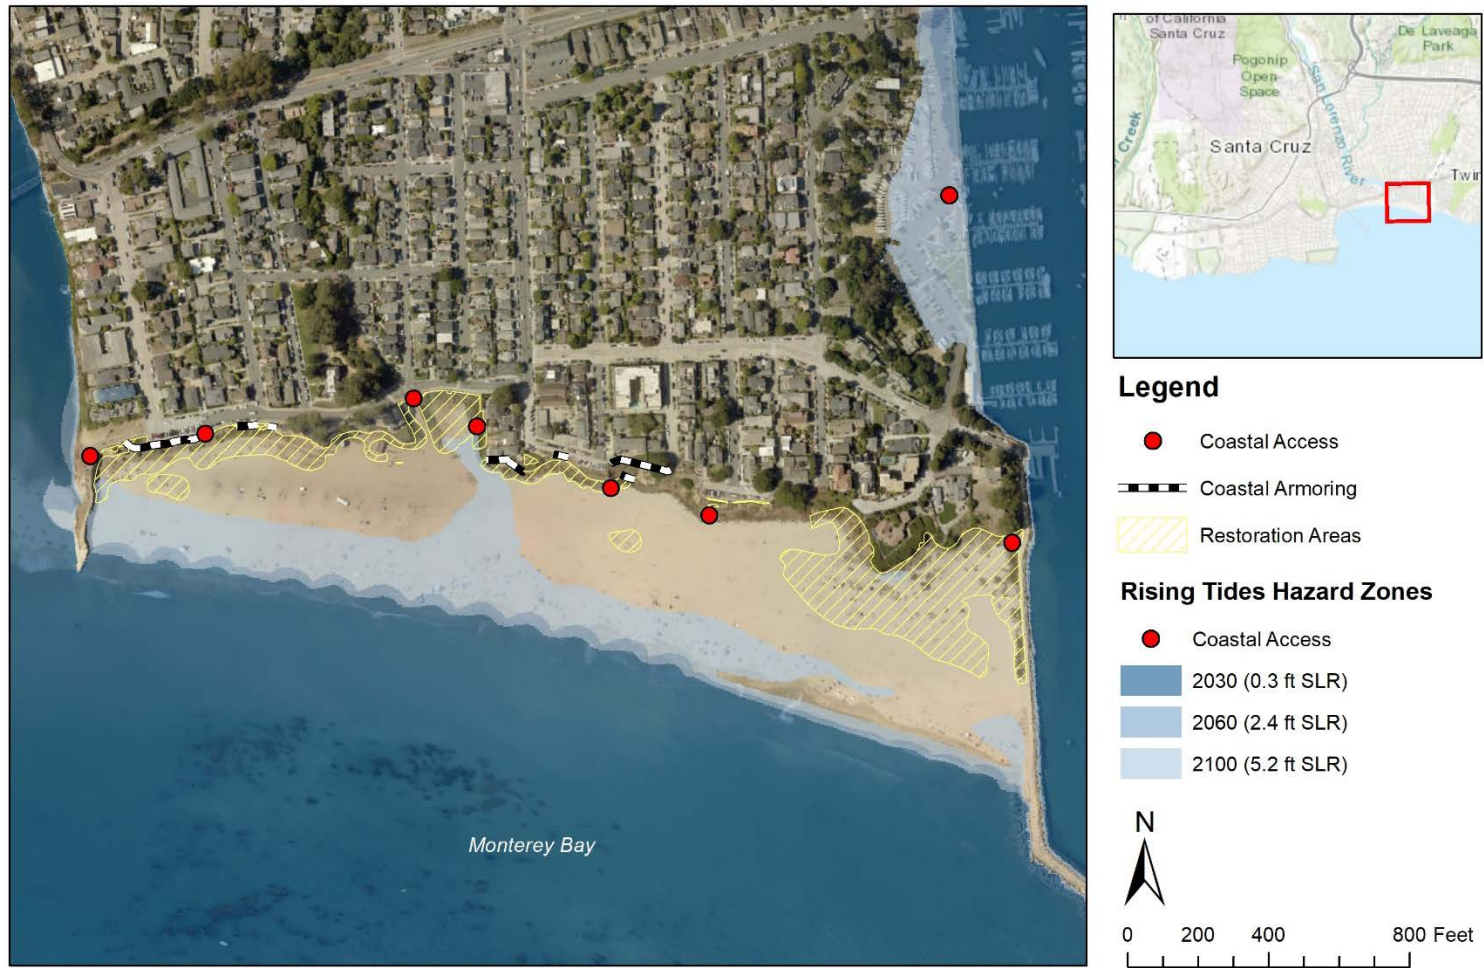 of California
Santa Cruz
De Laveaga
Park
Pogonip
Open
Space
San Lorenzo River
Creek
Santa Cruz
Twin
Legend
Coastal Access
Coastal Armoring
Restoration Areas
Rising Tides Hazard Zones
Coastal Access
2030 (0.3 ft SLR)
2060 (2.4 ft SLR)
2100 (5.2 ft SLR)
Monterey Bay
N
0 200 400 800 Feet